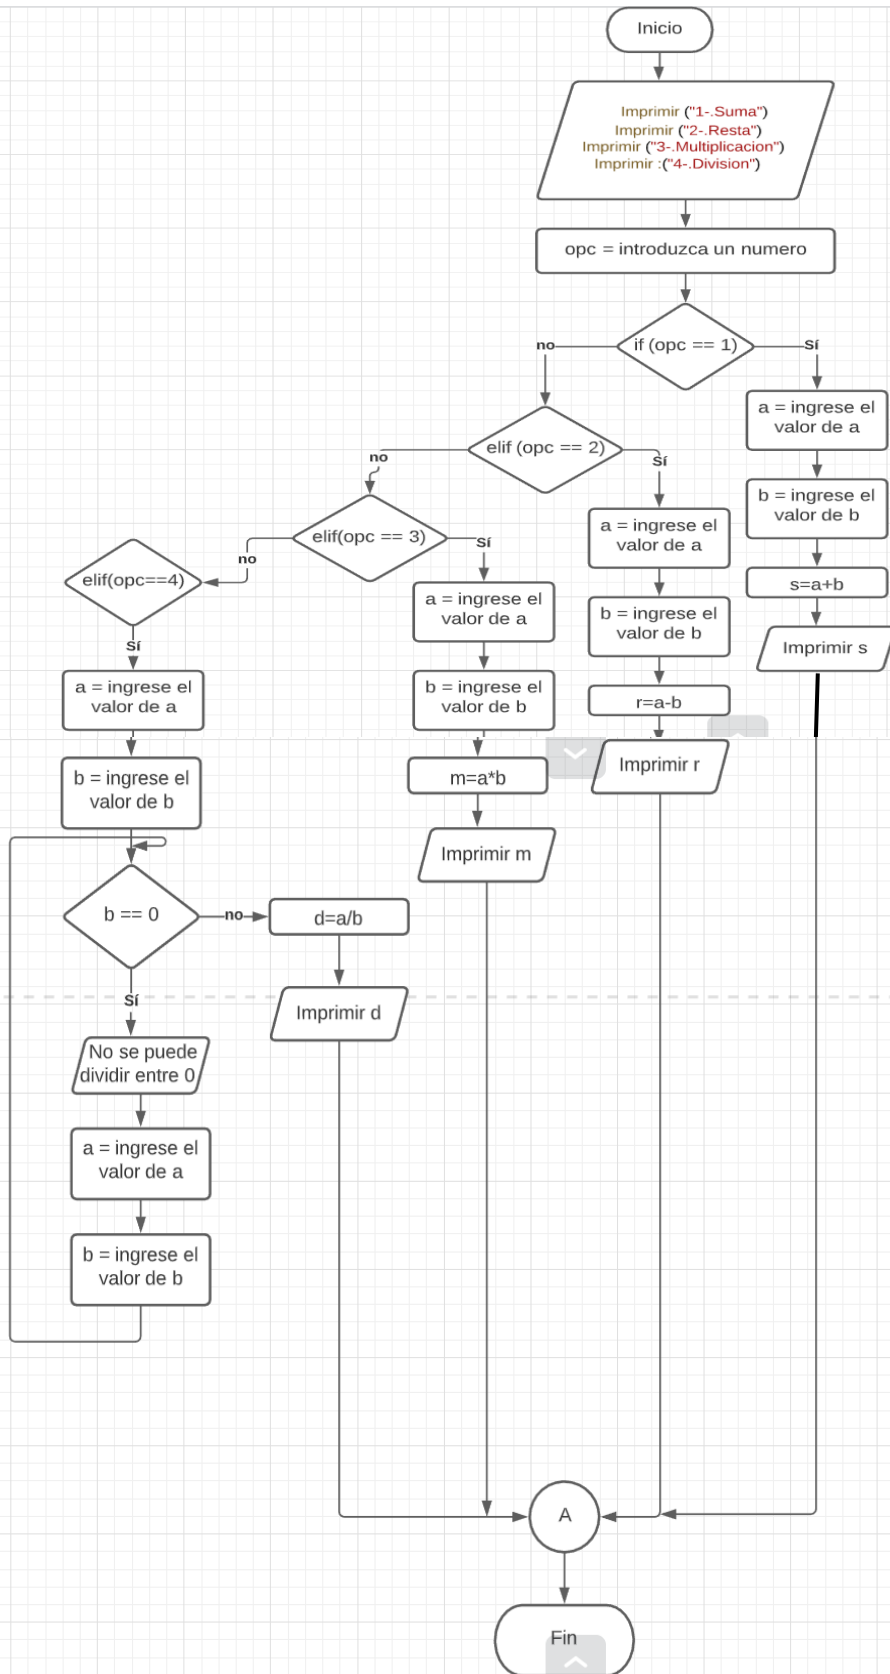 Inicio
Imprimir ("1-.Suma")
Imprimir ("2-.Resta")
Imprimir ("3-.Multiplicacion")
Imprimir :("4-.Division")
opc = introduzca un numero
if (opc == 1)
no
Sí
a = ingrese el
valor de a
b = ingrese el
valor de b
s=a+b
Imprimir s
elif (opc == 2)
no
Sí
a = ingrese el
valor de a
b = ingrese el
valor de b
r=a-b
Imprimir r
elif(opc == 3)
no
Sí
a = ingrese el
valor de a
b = ingrese el
valor de b
m=a*b
Imprimir m
elif(opc==4)
Sí
a = ingrese el
valor de a
b = ingrese el
valor de b
b == 0
no
d=a/b
Imprimir d
Sí
No se puede
dividir entre 0
a = ingrese el
valor de a
b = ingrese el
valor de b
A
Fin